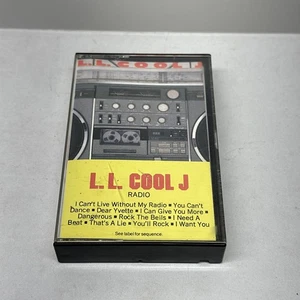 L.L. COOL J
L. L. COOL J
RADIO
I Can't Live Without My Radio ■ You Can't
Dance ■ Dear Yvette ■ I Can Give You More ■
Dangerous ■ Rock The Bells ■ I Need A
Beat ■ That's A Lie ■ You'll Rock ■ I Want You
See label for sequence.